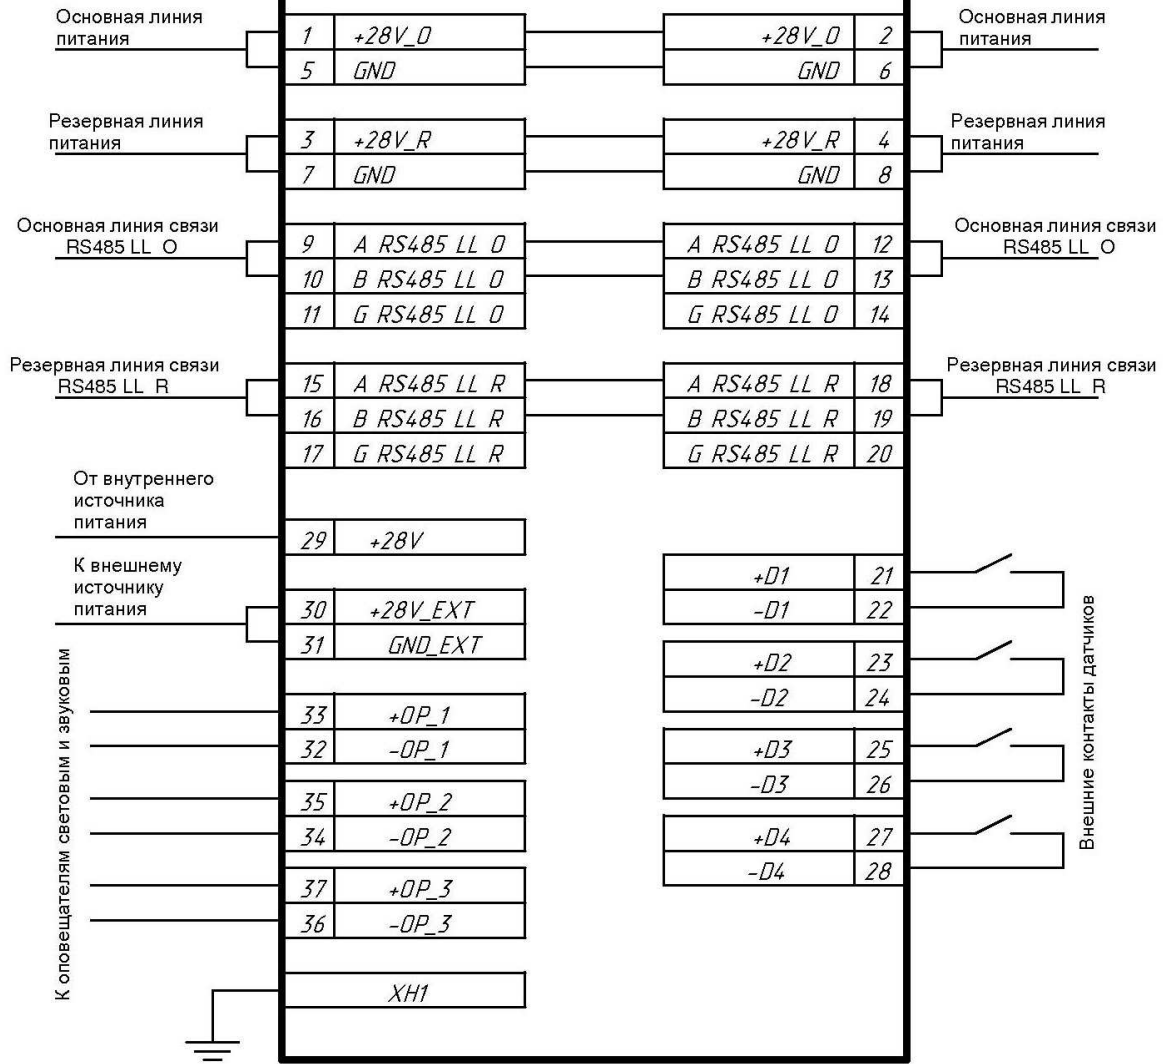 Основная линия
питания
1 +28V_O
5 GND
+28V_O 2
GND 6
Основная линия
питания
Резервная линия
питания
3 +28V_R
7 GND
+28V_R 4
GND 8
Резервная линия
питания
Основная линия связи
RS485 LL O
9 A RS485 LL O
10 B RS485 LL O
11 G RS485 LL O
A RS485 LL O 12
B RS485 LL O 13
G RS485 LL O 14
Основная линия связи
RS485 LL O
Резервная линия связи
RS485 LL R
15 A RS485 LL R
16 B RS485 LL R
17 G RS485 LL R
A RS485 LL R 18
B RS485 LL R 19
G RS485 LL R 20
Резервная линия связи
RS485 LL R
От внутреннего
источника
питания
29 +28V
К внешнему
источнику
питания
30 +28V_EXT
31 GND_EXT
К оповещателям световым и звуковым
33 +OP_1
32 -OP_1
35 +OP_2
34 -OP_2
37 +OP_3
36 -OP_3
XH1
+D1 21
-D1 22
+D2 23
-D2 24
+D3 25
-D3 26
+D4 27
-D4 28
Внешние контакты датчиков